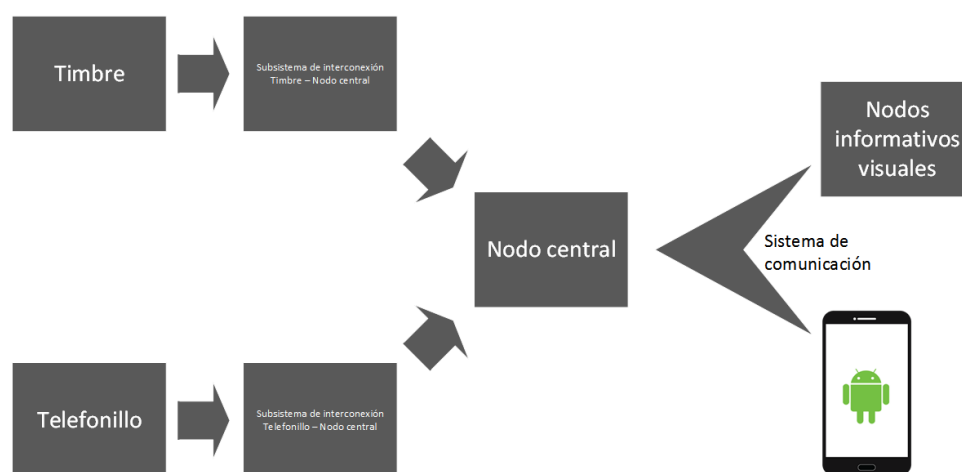 Timbre
Subsistema de interconexión
Timbre – Nodo central
Nodos
informativos
visuales
Nodo central
Sistema de
comunicación
Telefonillo
Subsistema de interconexión
Telefonillo – Nodo central